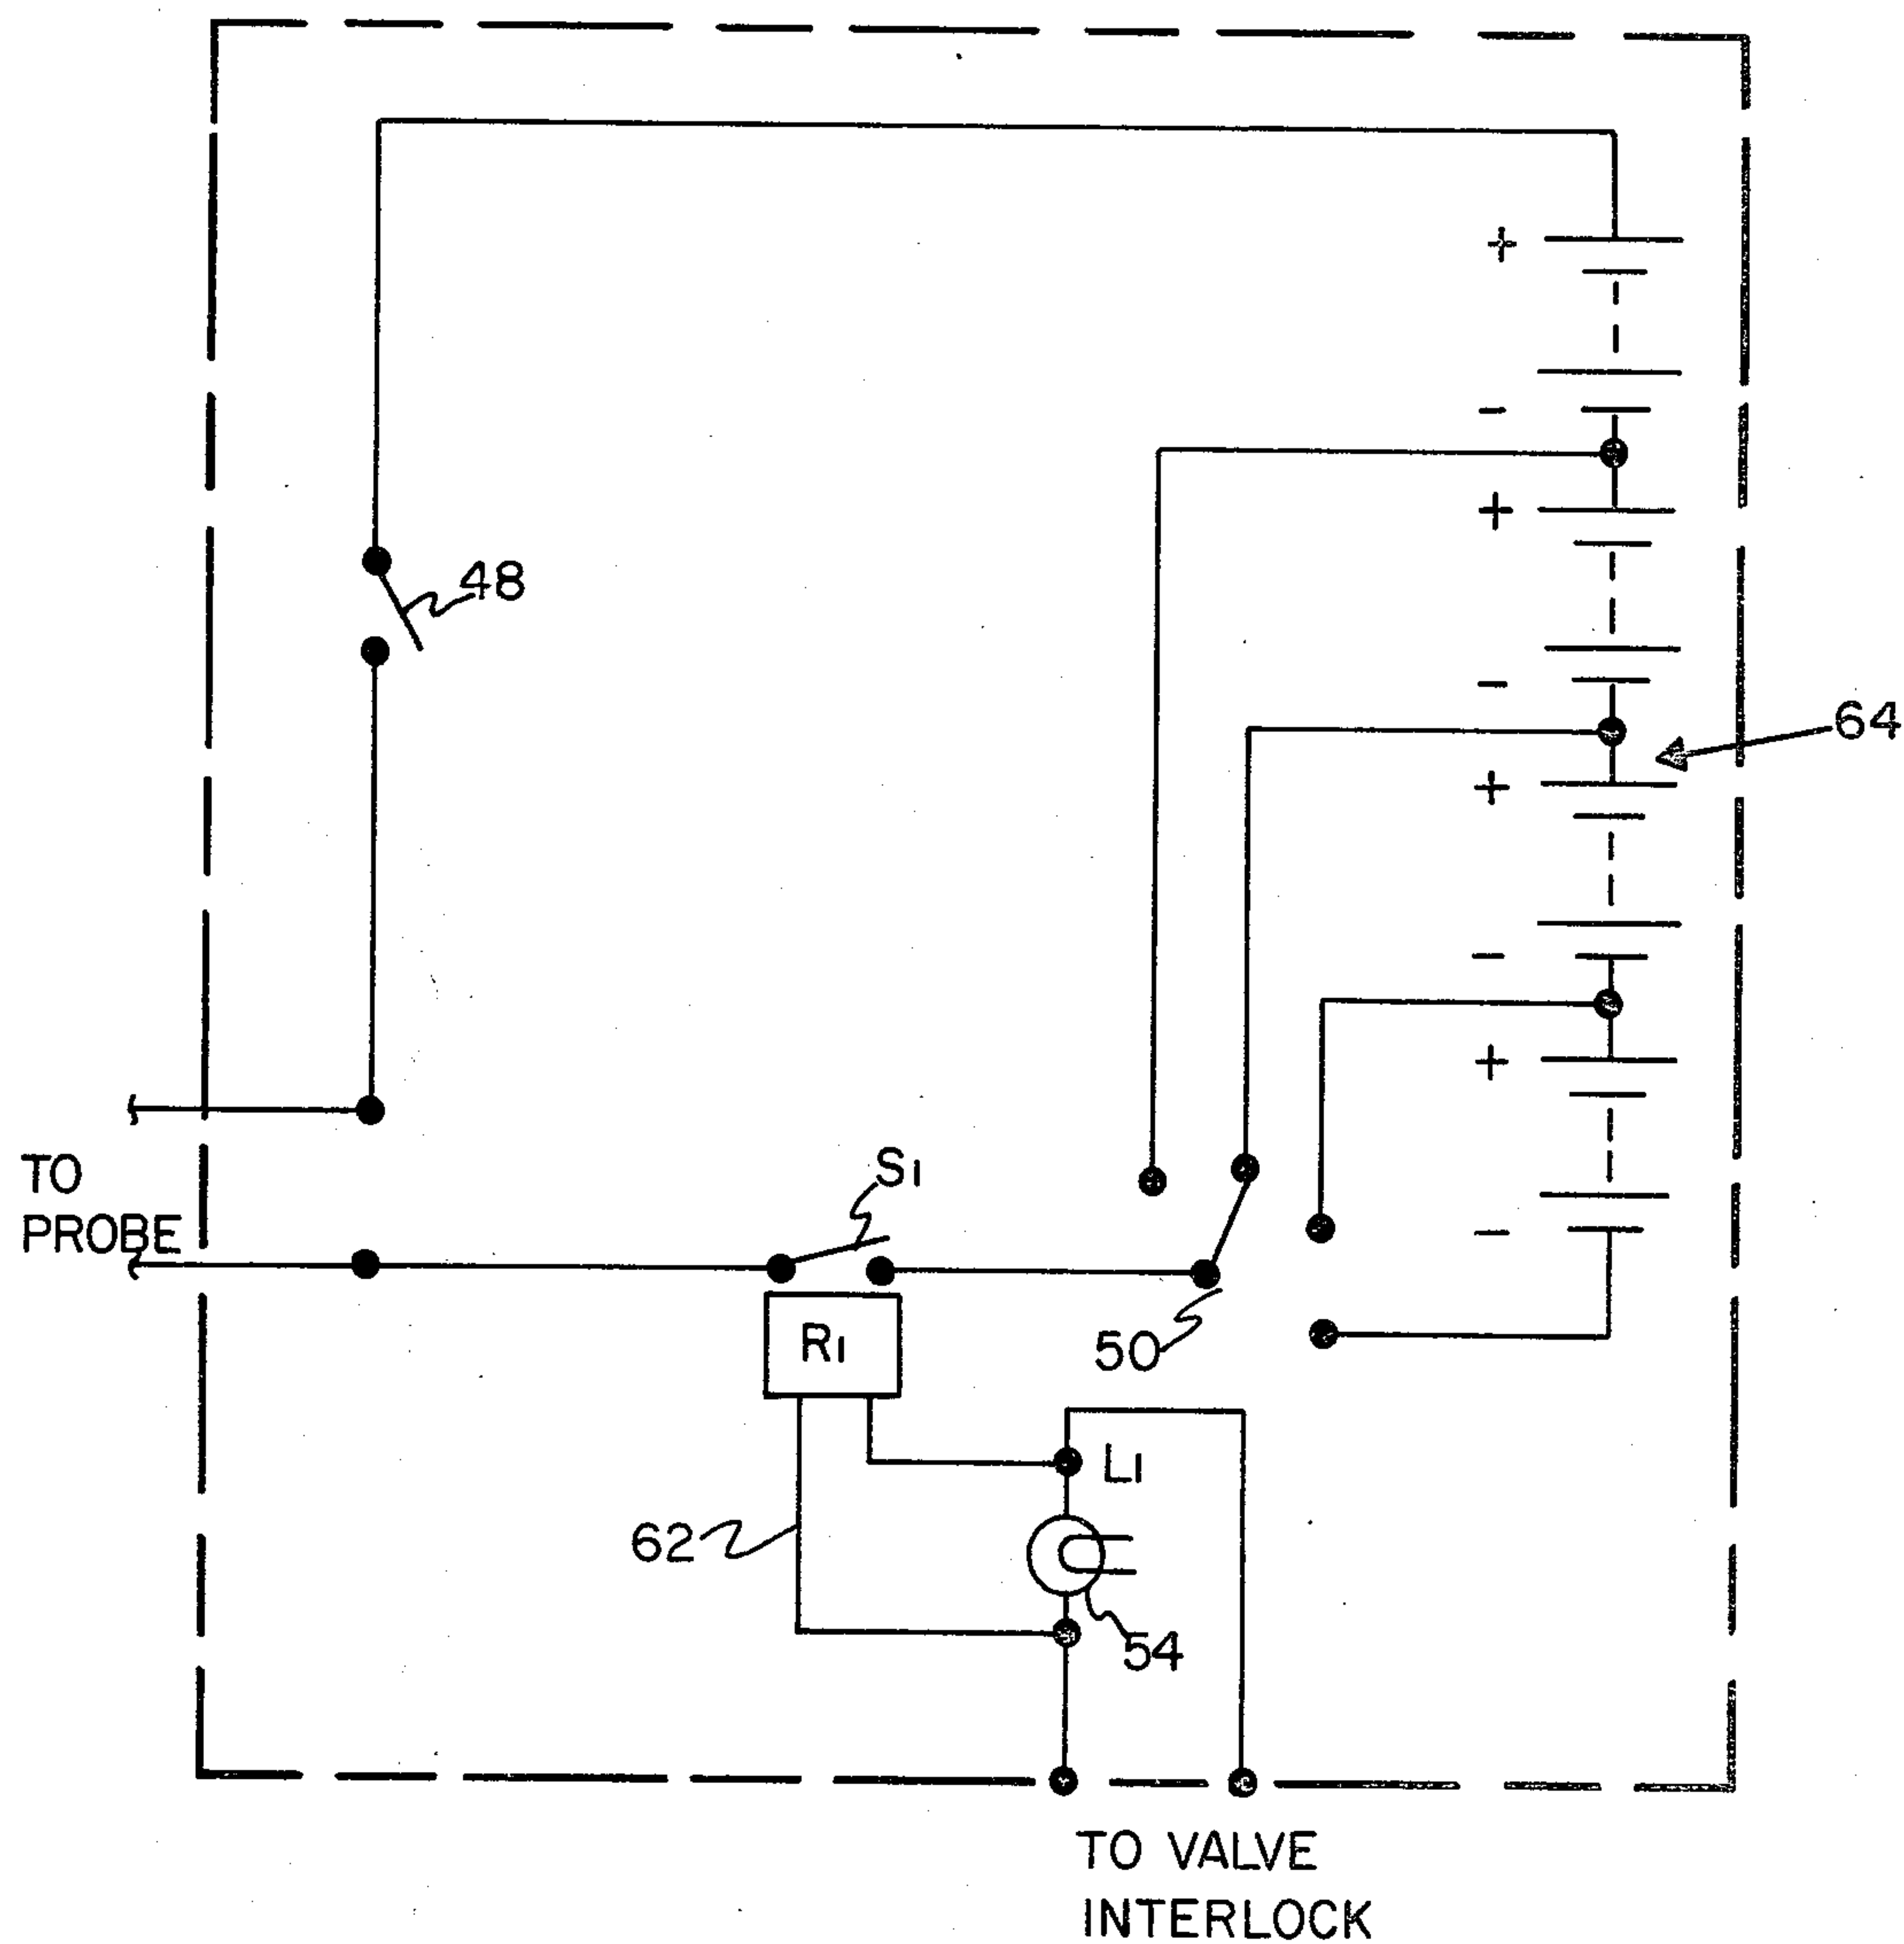 +
-
48
+
-
64
+
-
+
TO
PROBE
S1
-
50
R1
L1
62
54
TO VALVE
INTERLOCK